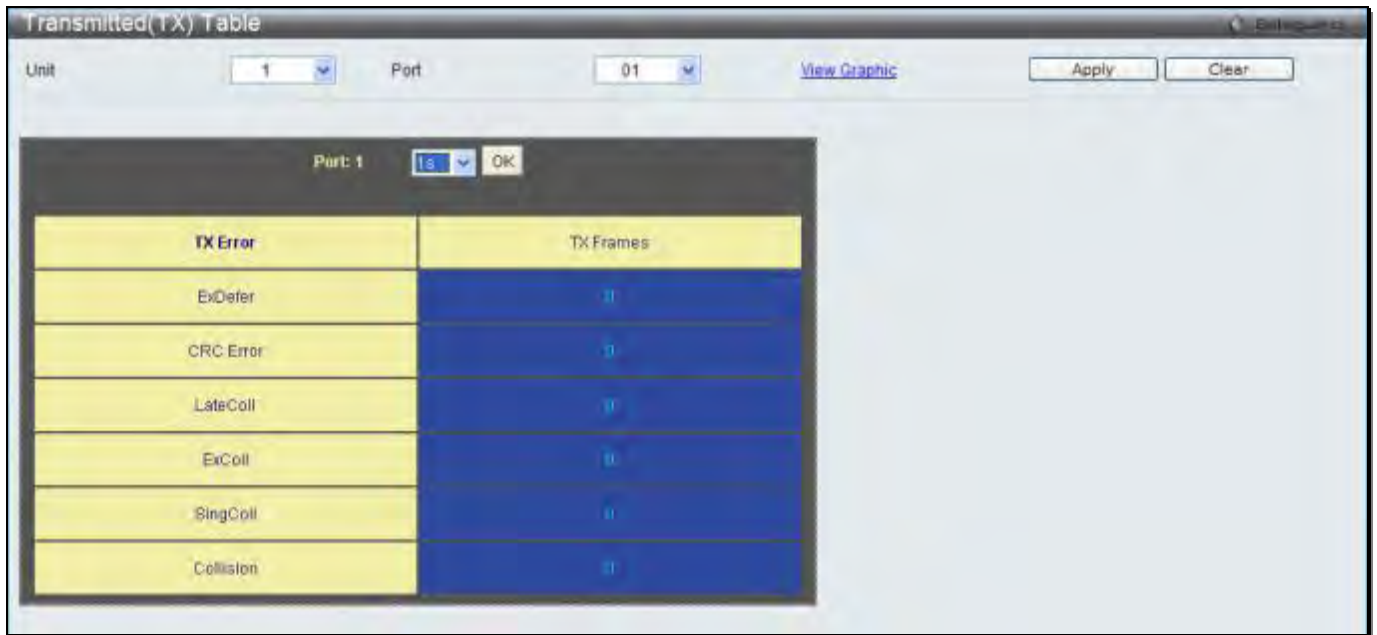 Transmitted(TX) Table
Unit 1 Port 01 View Graphic Apply Clear
Port: 1 1s OK
TX Error TX Frames
ExDefer 0
CRC Error 0
LateColl 0
ExColl 0
SingColl 0
Collision 0